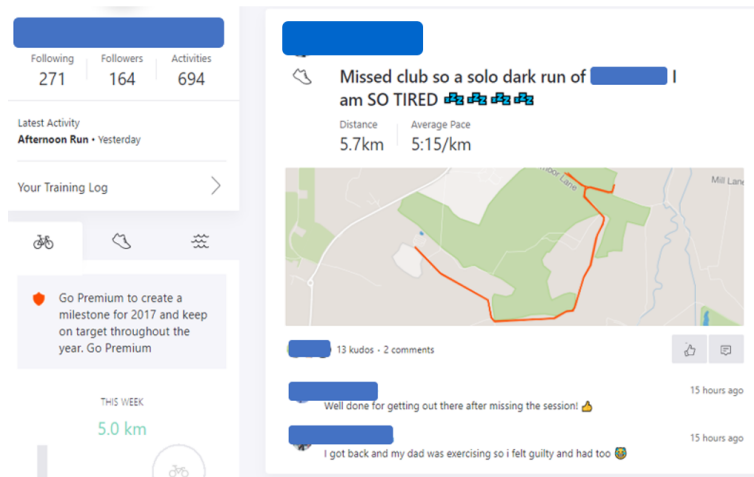 Following Followers Activities
271 164 694
Latest Activity
Afternoon Run • Yesterday
Your Training Log
Go Premium to create a
milestone for 2017 and keep
on target throughout the
year. Go Premium
THIS WEEK
5.0 km
Missed club so a solo dark run of I
am SO TIRED 💤 💤 💤 💤
Distance Average Pace
5.7km 5:15/km
Lane
Mill Lane
13 kudos • 2 comments
15 hours ago
Well done for getting out there after missing the session! 👍
15 hours ago
I got back and my dad was exercising so i felt guilty and had too